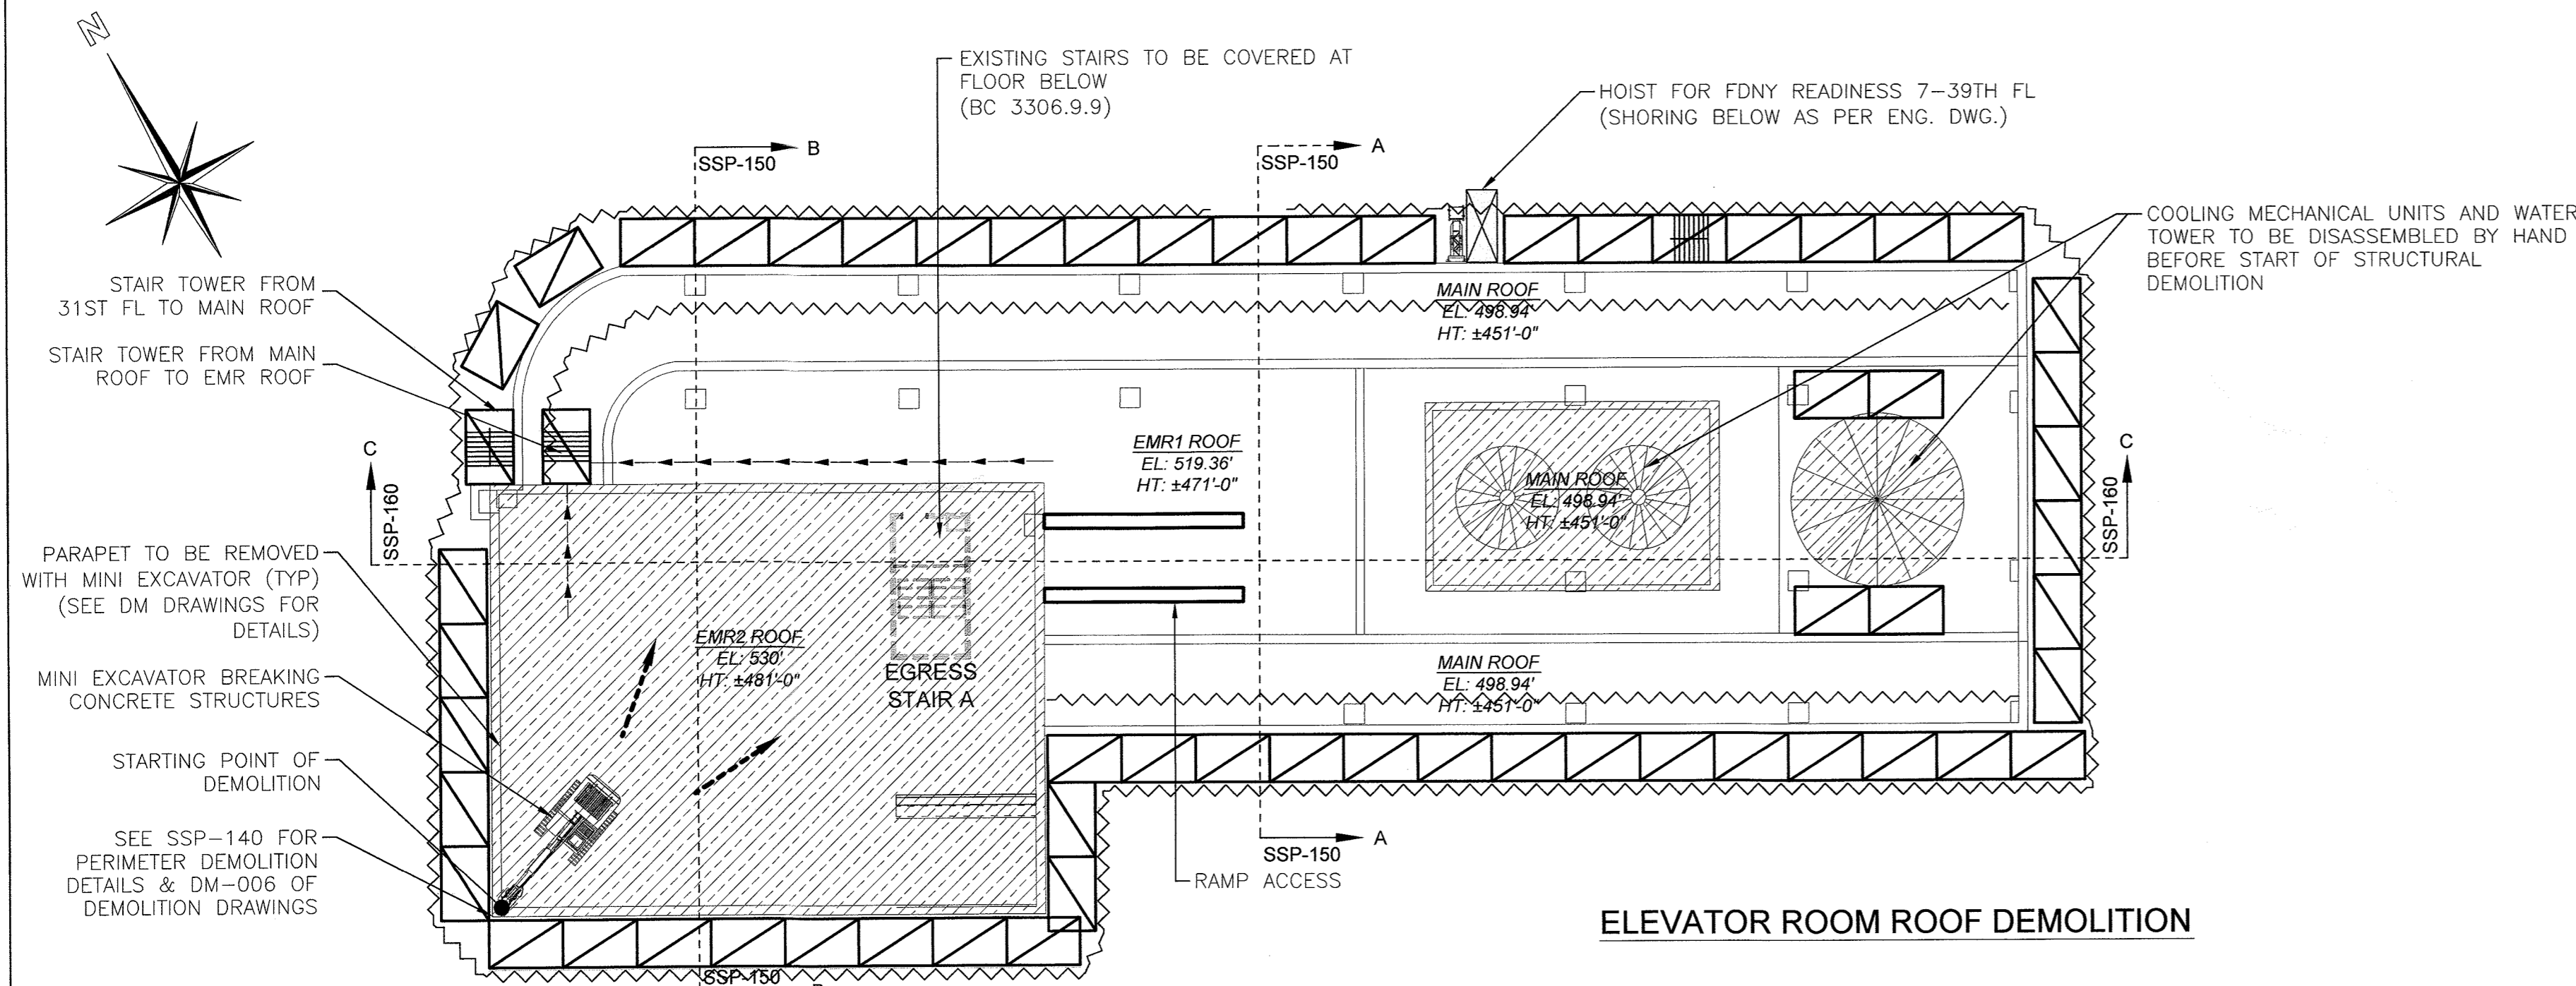 N
EXISTING STAIRS TO BE COVERED AT
FLOOR BELOW
(BC 3306.9.9)
HOIST FOR FDNY READINESS 7-39TH FL
(SHORING BELOW AS PER ENG. DWG.)
B
SSP-150
A
SSP-150
COOLING MECHANICAL UNITS AND WATER
TOWER TO BE DISASSEMBLED BY HAND
BEFORE START OF STRUCTURAL
DEMOLITION
STAIR TOWER FROM
31ST FL TO MAIN ROOF
STAIR TOWER FROM MAIN
ROOF TO EMR ROOF
MAIN ROOF
EL: 498.94'
HT: ±451'-0"
C
SSP-160
EMR1 ROOF
EL: 519.36'
HT: ±471'-0"
MAIN ROOF
EL: 498.94'
HT: ±451'-0"
C
SSP-160
PARAPET TO BE REMOVED
WITH MINI EXCAVATOR (TYP)
(SEE DM DRAWINGS FOR
DETAILS)
MINI EXCAVATOR BREAKING
CONCRETE STRUCTURES
STARTING POINT OF
DEMOLITION
SEE SSP-140 FOR
PERIMETER DEMOLITION
DETAILS & DM-006 OF
DEMOLITION DRAWINGS
EMR2 ROOF
EL: 530'
HT: ±481'-0"
EGRESS
STAIR A
MAIN ROOF
EL: 498.94'
HT: ±451'-0"
A
SSP-150
RAMP ACCESS
ELEVATOR ROOM ROOF DEMOLITION
SSP-150